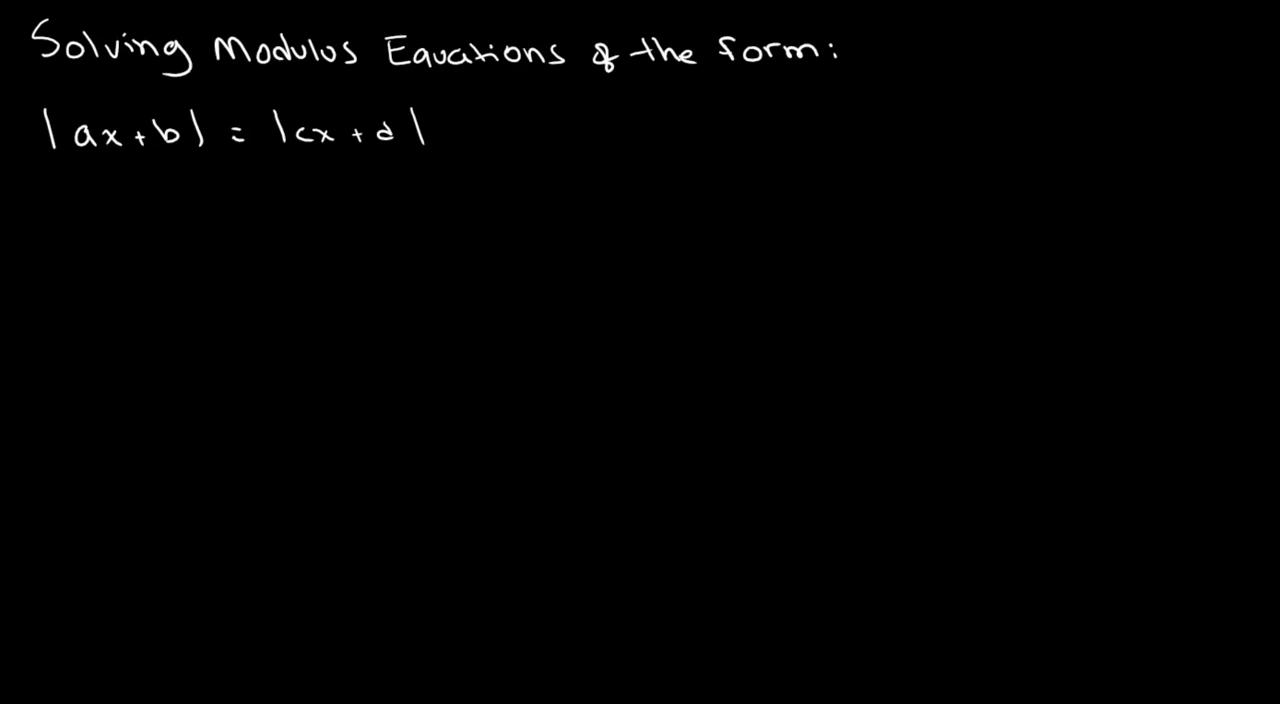 Solving Modulus Equations of the form:
|ax+b| = |cx+d|